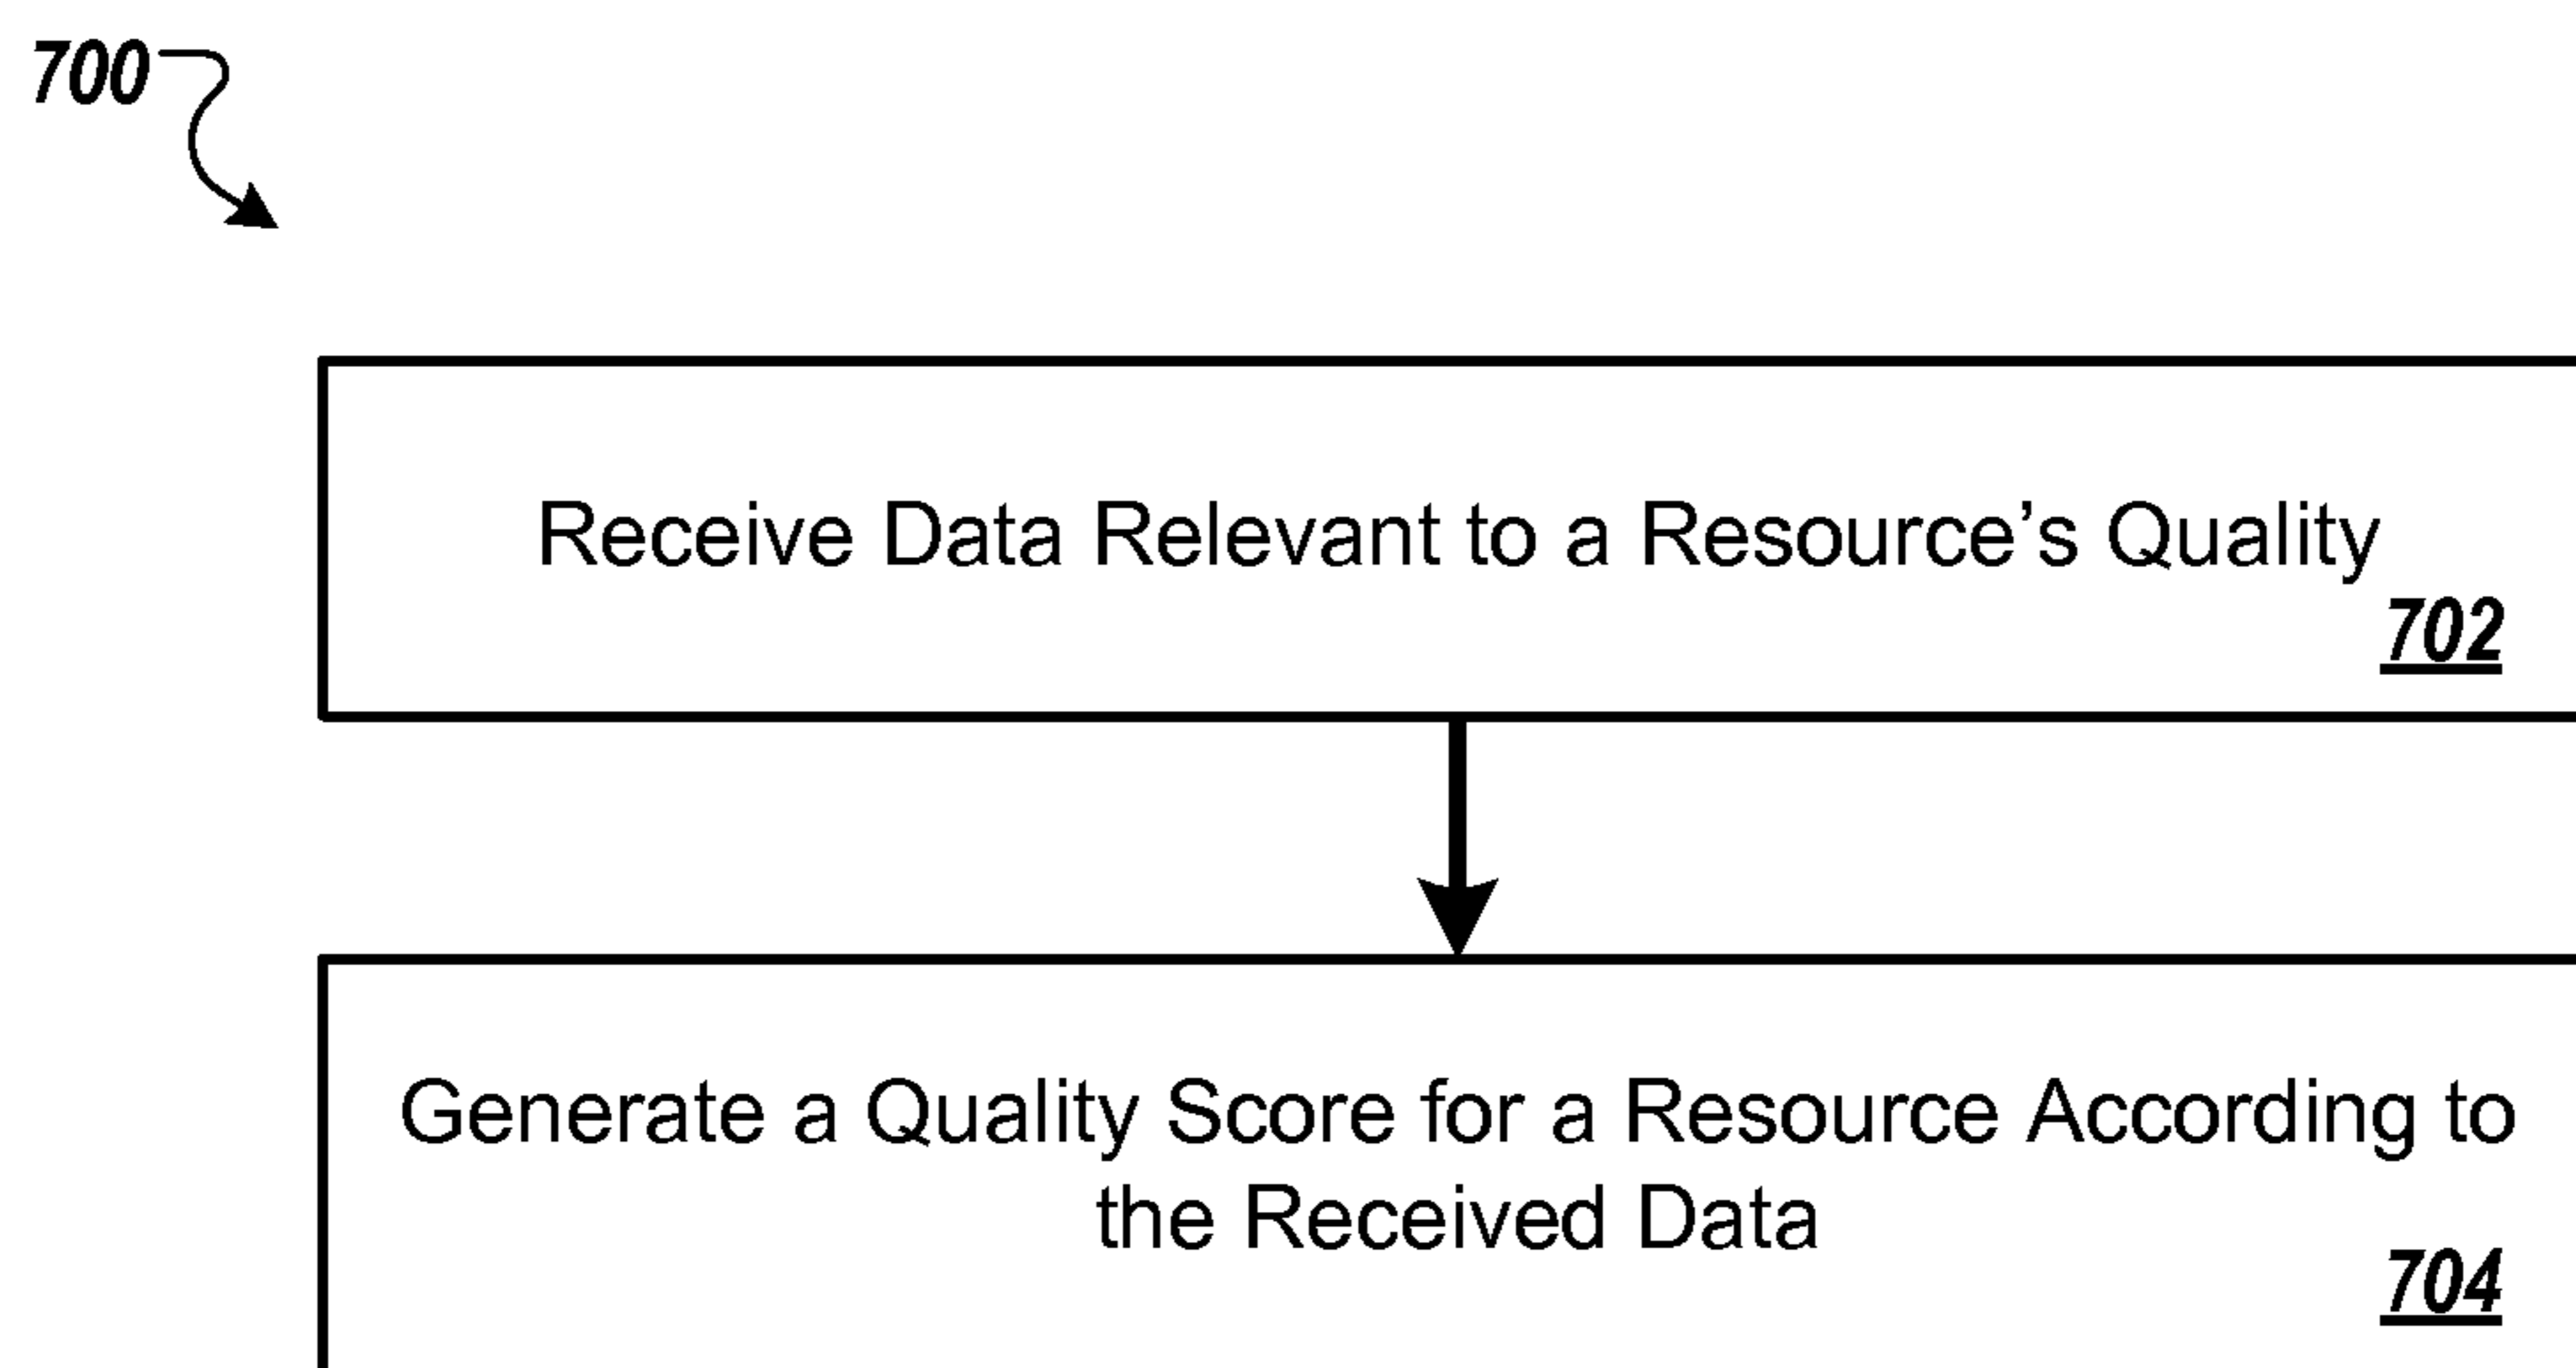 700
Receive Data Relevant to a Resource’s Quality
702
Generate a Quality Score for a Resource According to
the Received Data
704